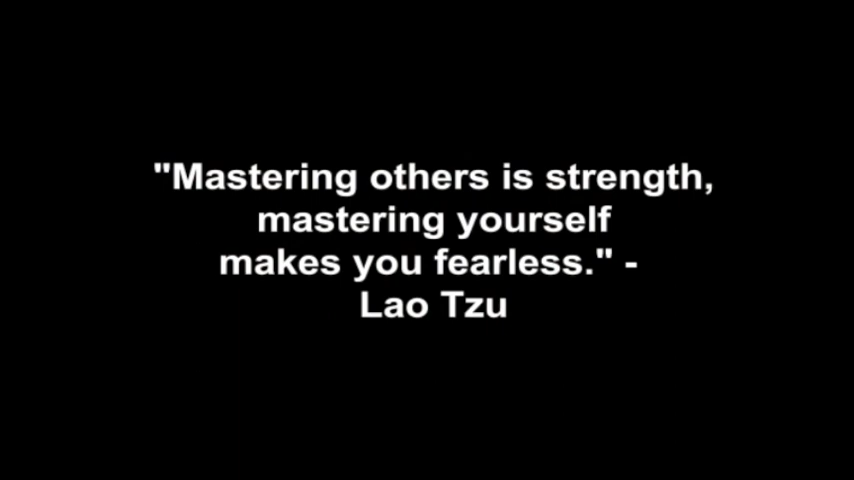 "Mastering others is strength,
mastering yourself
makes you fearless." -
Lao Tzu